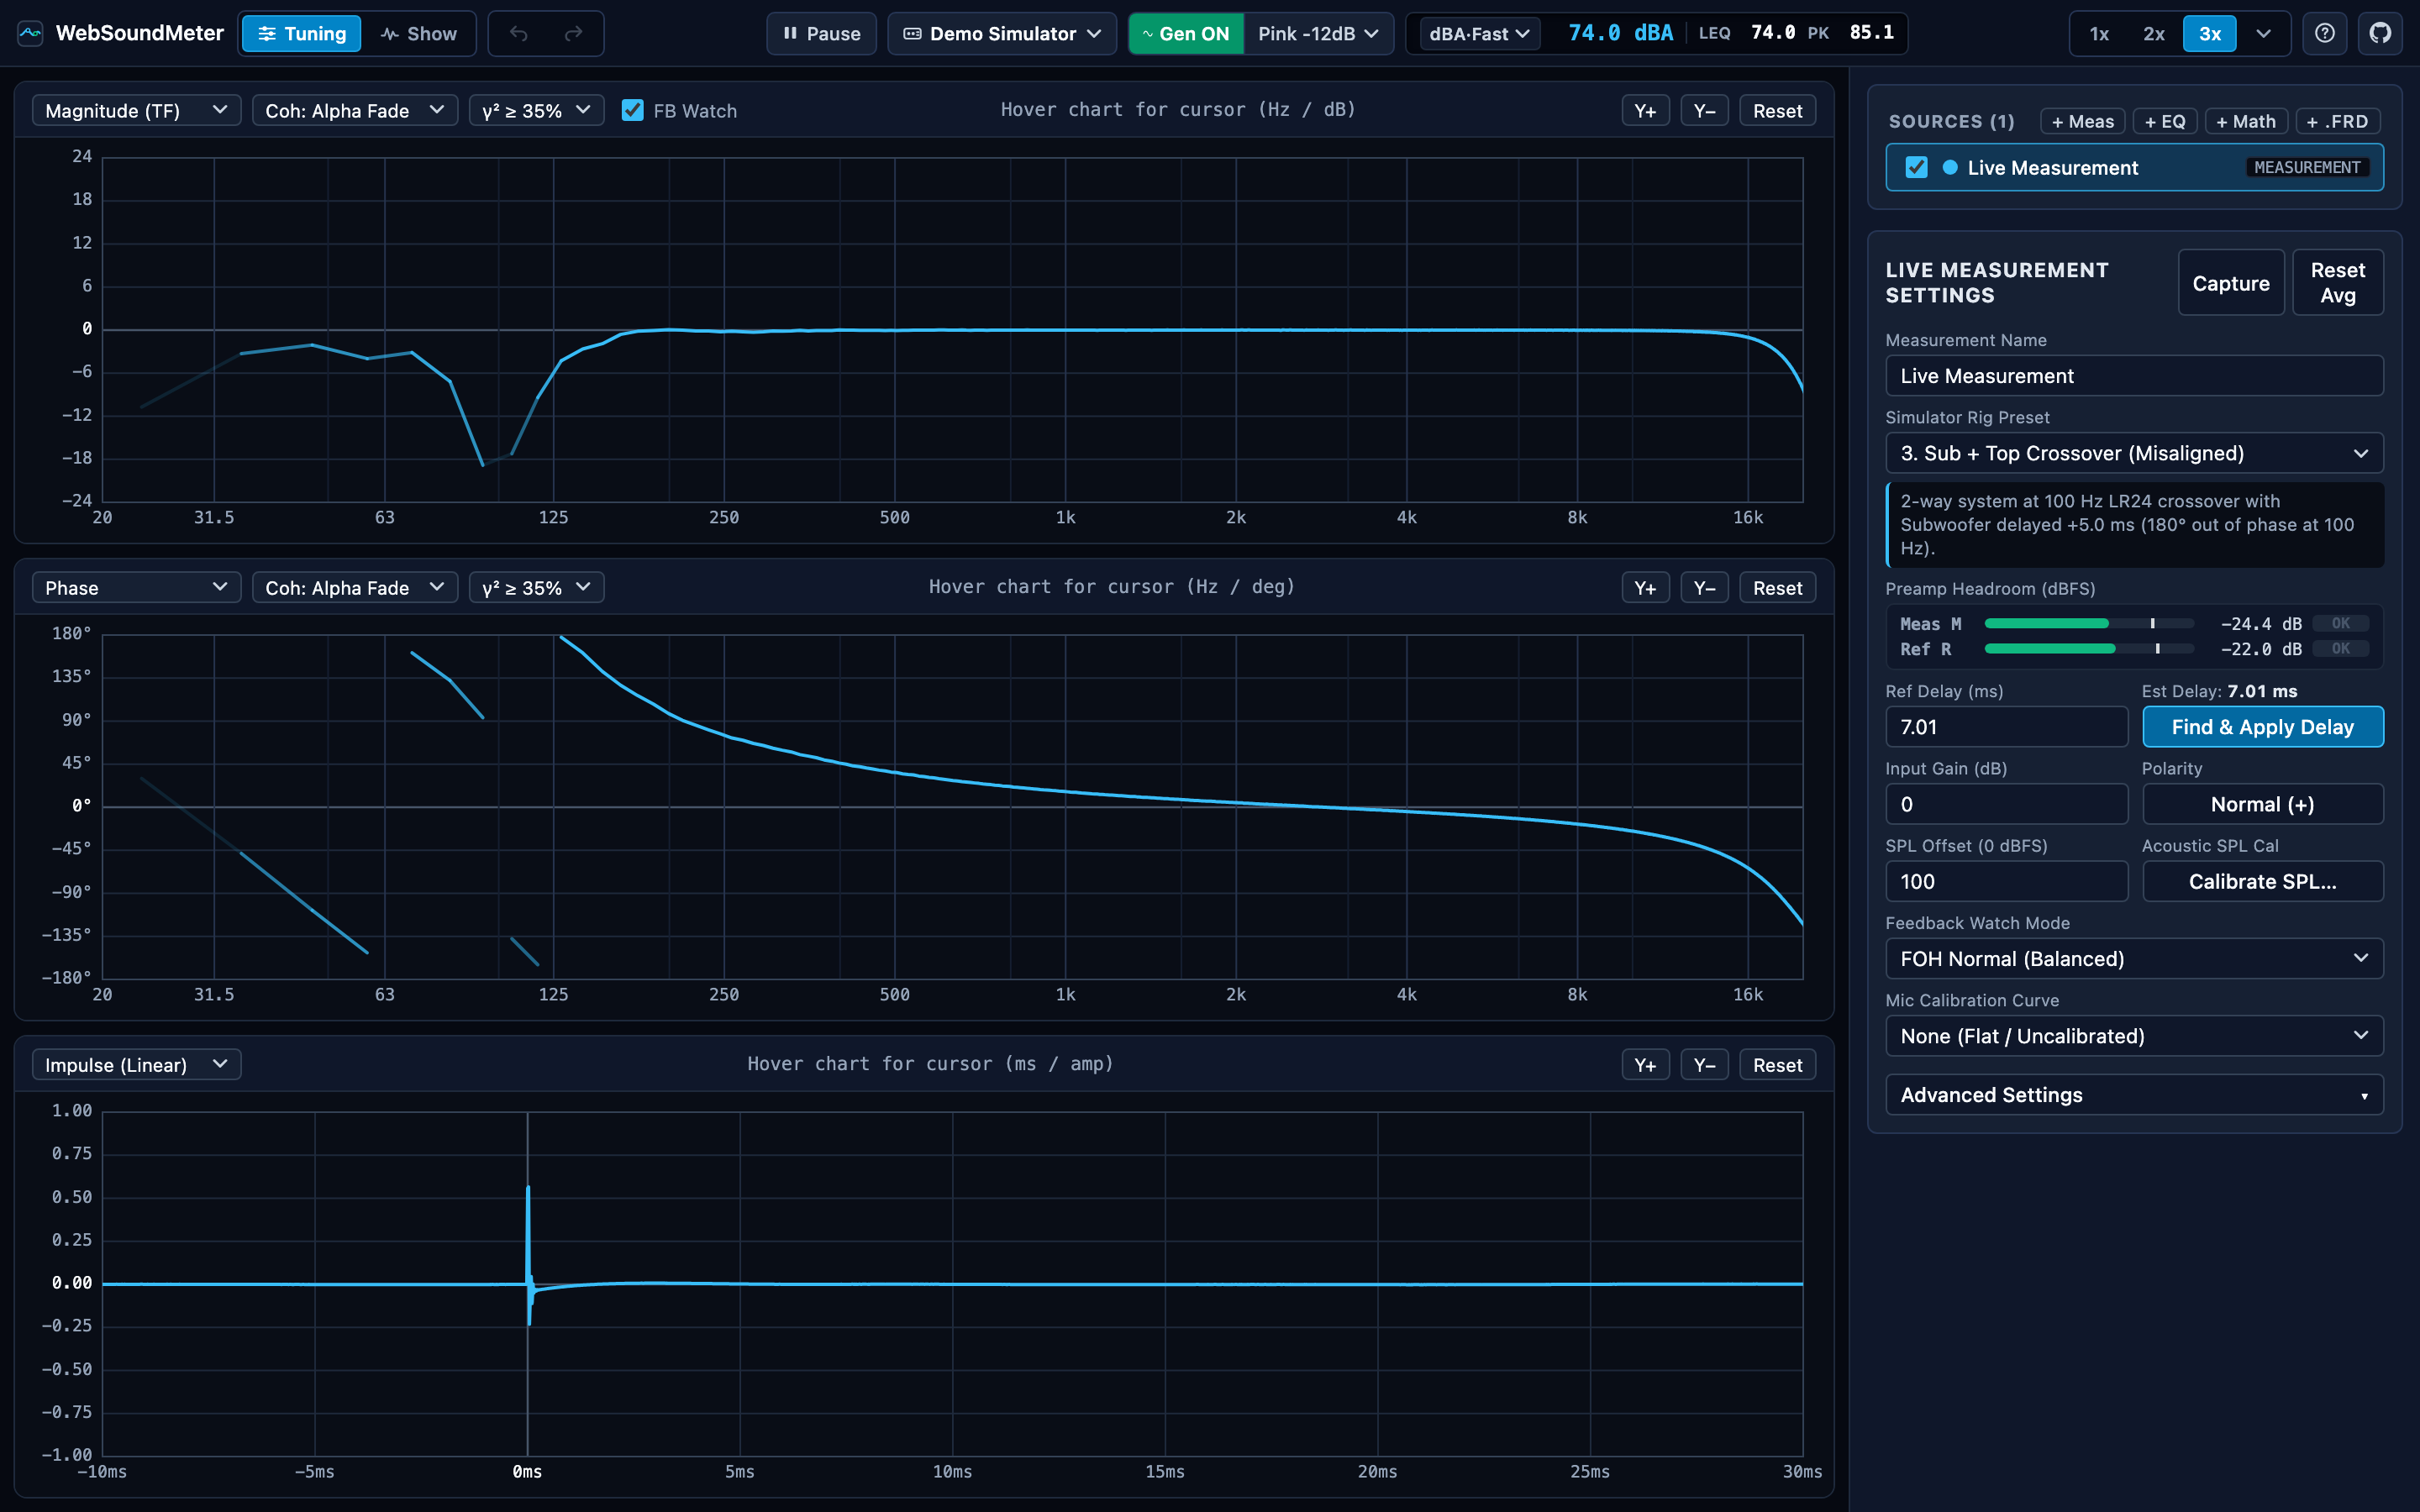 WebSoundMeter Tuning Show Pause Demo Simulator ~ Gen ON Pink -12dB dBA·Fast 74.0 dBA LEQ 74.0 PK 85.1 1x 2x 3x
Magnitude (TF) Coh: Alpha Fade γ² ≥ 35% FB Watch Hover chart for cursor (Hz / dB) Y+ Y− Reset
24
18
12
6
0
−6
−12
−18
−24
20 31.5 63 125 250 500 1k 2k 4k 8k 16k
Phase Coh: Alpha Fade γ² ≥ 35% Hover chart for cursor (Hz / deg) Y+ Y− Reset
180°
135°
90°
45°
0°
−45°
−90°
−135°
−180°
20 31.5 63 125 250 500 1k 2k 4k 8k 16k
Impulse (Linear) Hover chart for cursor (ms / amp) Y+ Y− Reset
1.00
0.75
0.50
0.25
0.00
−0.25
−0.50
−0.75
−1.00
−10ms −5ms 0ms 5ms 10ms 15ms 20ms 25ms 30ms
SOURCES (1) + Meas + EQ + Math + .FRD
Live Measurement MEASUREMENT
LIVE MEASUREMENT
SETTINGS
Capture
Reset
Avg
Measurement Name
Live Measurement
Simulator Rig Preset
3. Sub + Top Crossover (Misaligned)
2-way system at 100 Hz LR24 crossover with
Subwoofer delayed +5.0 ms (180° out of phase at 100
Hz).
Preamp Headroom (dBFS)
Meas M −24.4 dB OK
Ref R −22.0 dB OK
Ref Delay (ms) Est Delay: 7.01 ms
7.01 Find & Apply Delay
Input Gain (dB) Polarity
0 Normal (+)
SPL Offset (0 dBFS) Acoustic SPL Cal
100 Calibrate SPL...
Feedback Watch Mode
FOH Normal (Balanced)
Mic Calibration Curve
None (Flat / Uncalibrated)
Advanced Settings